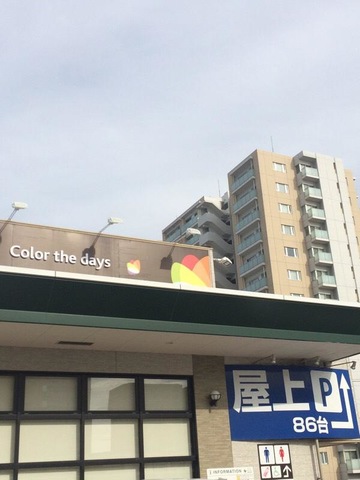 Color the days
屋上P
86台
INFORMATION